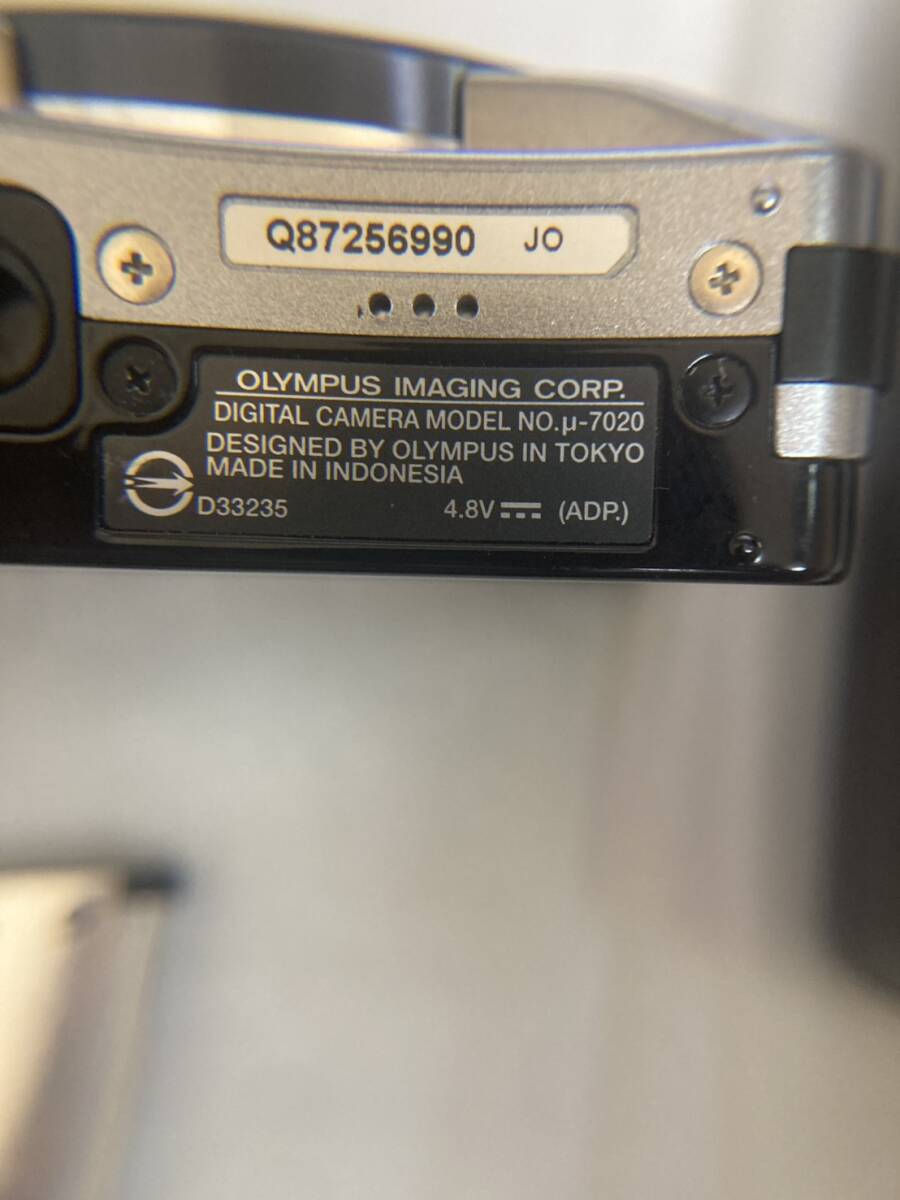 Q87256990 JO
OLYMPUS IMAGING CORP.
DIGITAL CAMERA MODEL NO.μ-7020
DESIGNED BY OLYMPUS IN TOKYO
MADE IN INDONESIA
D33235 4.8V⎓ (ADP.)